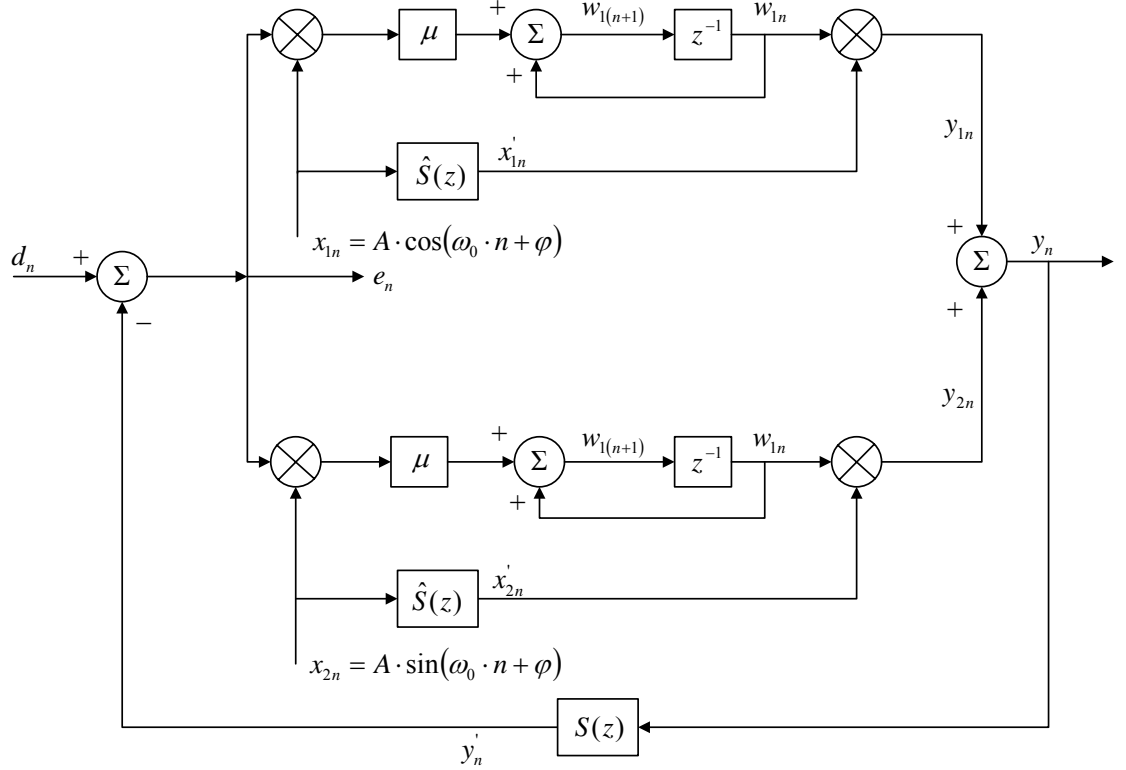 + w₁₍ₙ₊₁₎ w₁ₙ
μ Σ z⁻¹
+
y₁ₙ
Ŝ(z) x'₁ₙ
x₁ₙ = A·cos(ω₀·n+φ)
+
dₙ + Σ eₙ Σ yₙ
−
+
y₂ₙ
+ w₁₍ₙ₊₁₎ w₁ₙ
μ Σ z⁻¹
+
Ŝ(z) x'₂ₙ
x₂ₙ = A·sin(ω₀·n+φ)
S(z)
y'ₙ